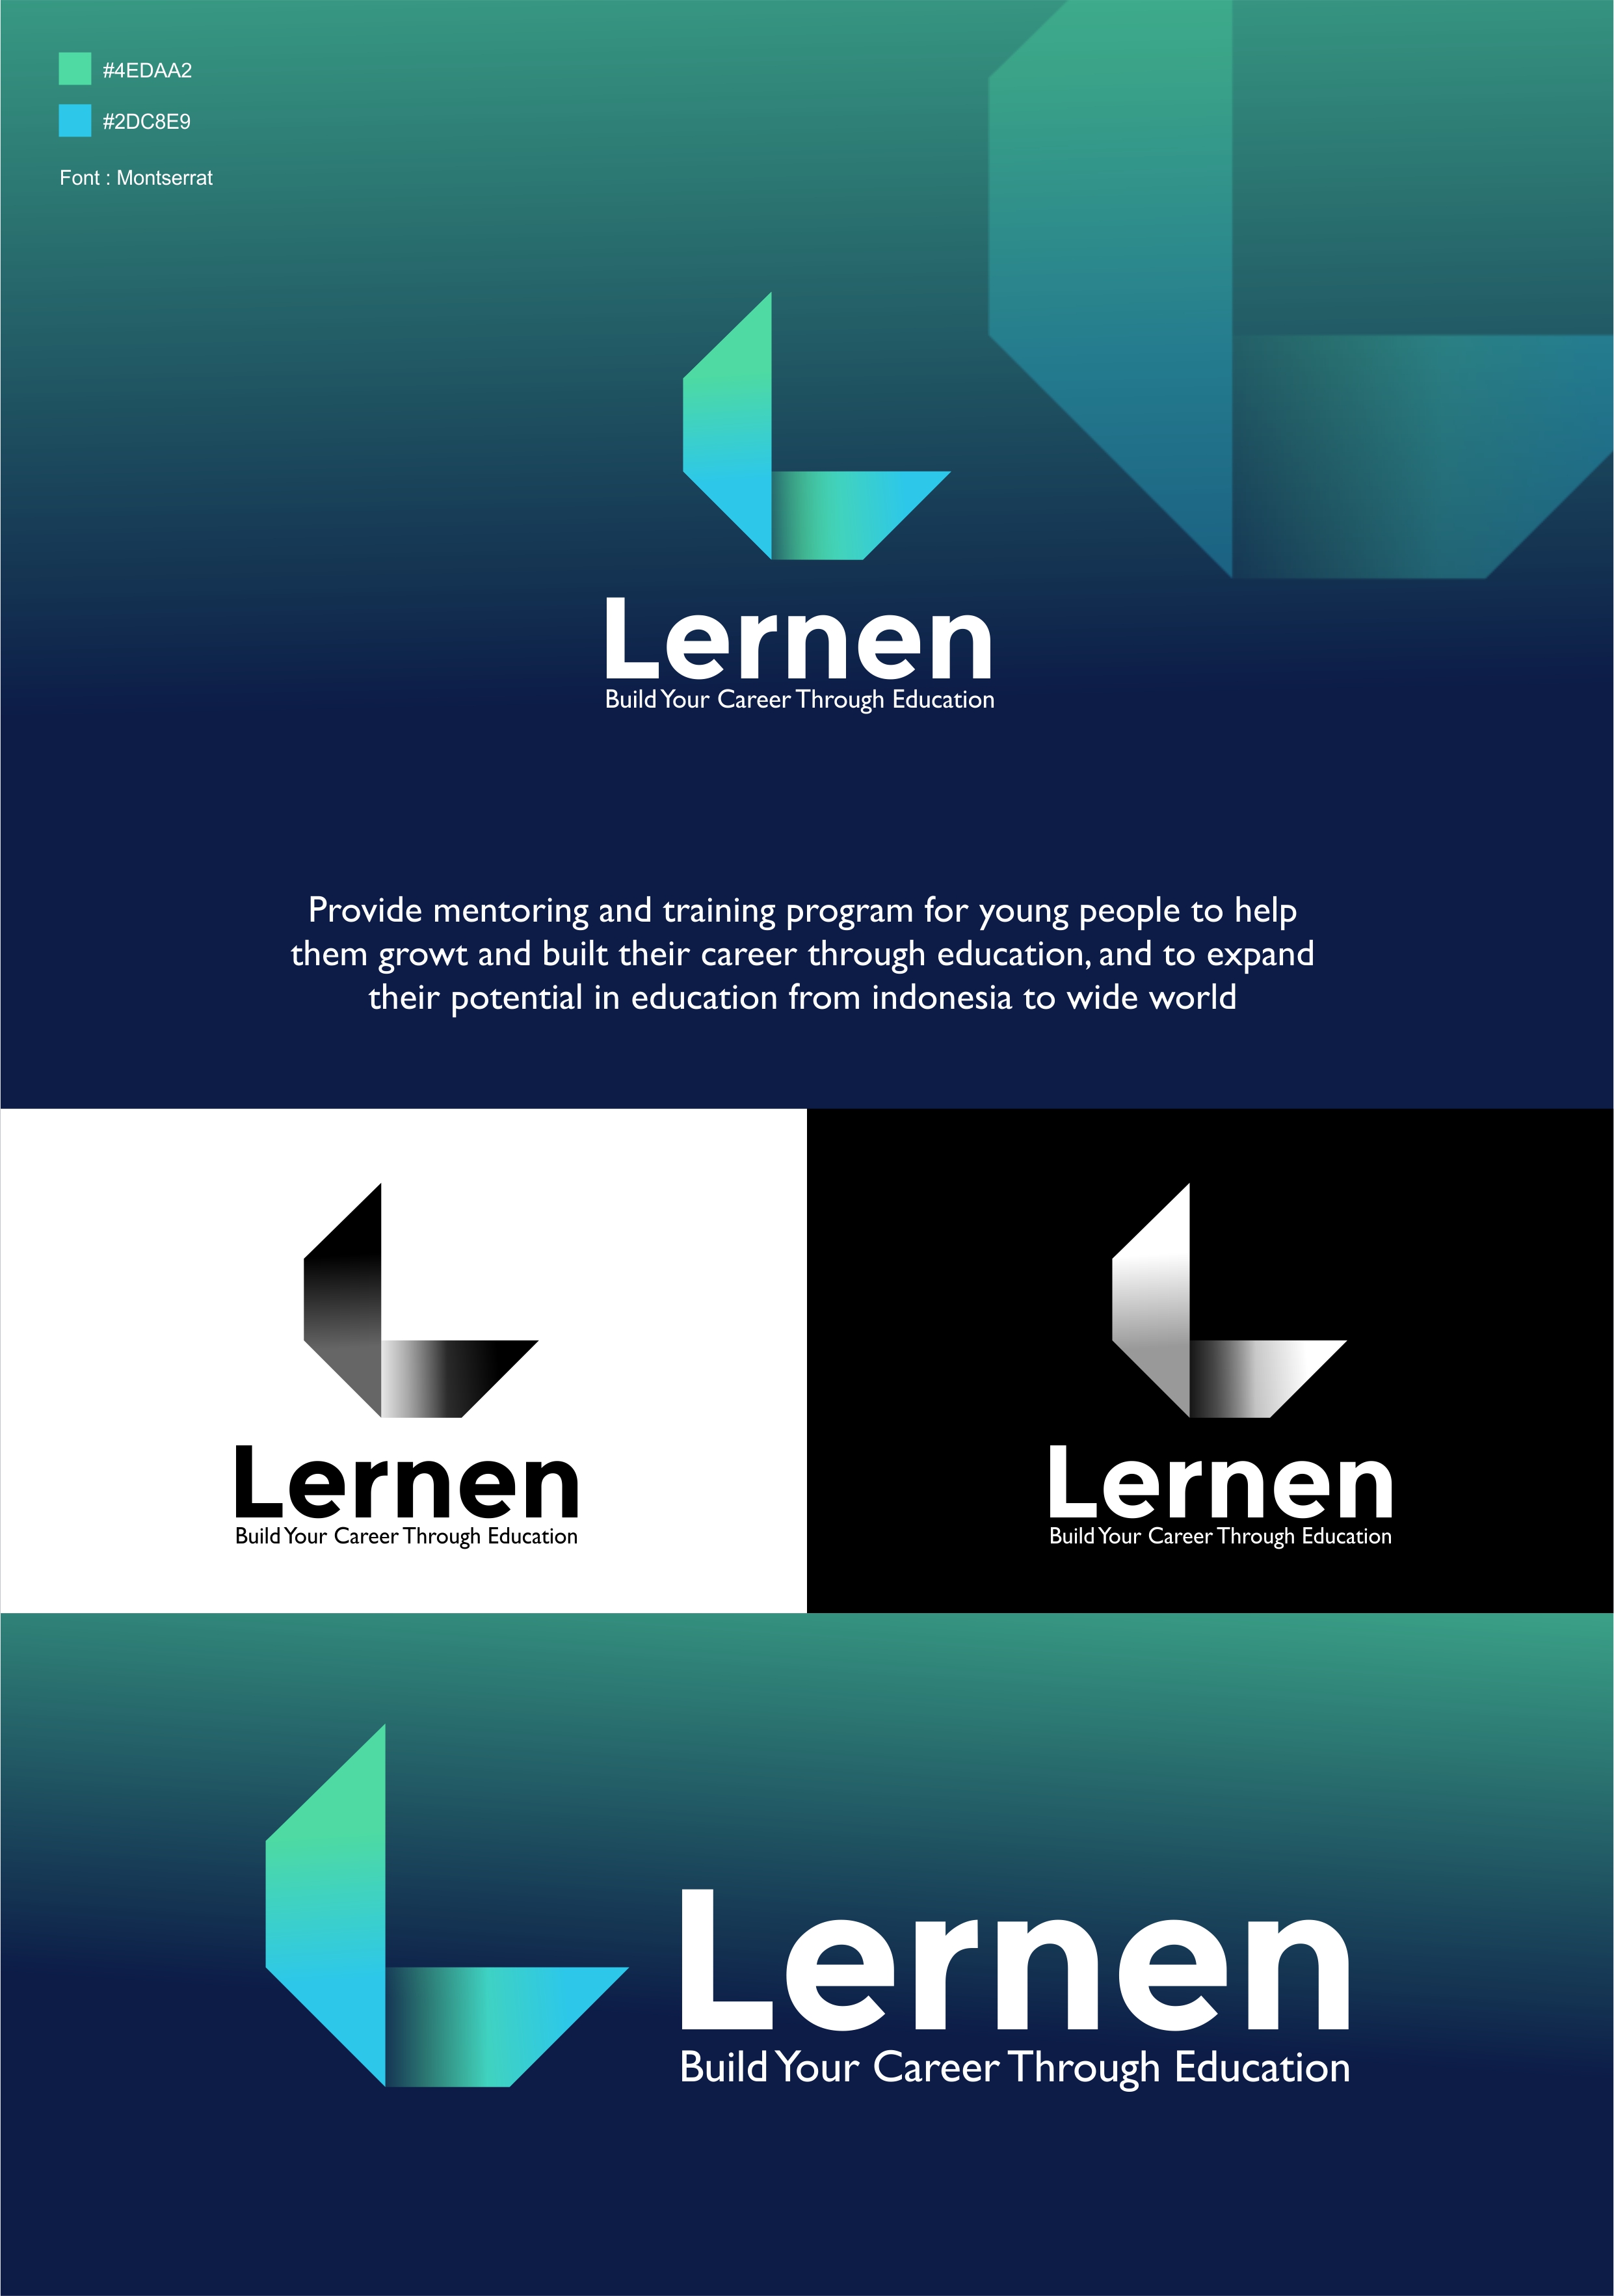 #4EDAA2
#2DC8E9
Font : Montserrat
Lernen
Build Your Career Through Education
Provide mentoring and training program for young people to help
them growt and built their career through education, and to expand
their potential in education from indonesia to wide world
Lernen
Build Your Career Through Education
Lernen
Build Your Career Through Education
Lernen
Build Your Career Through Education